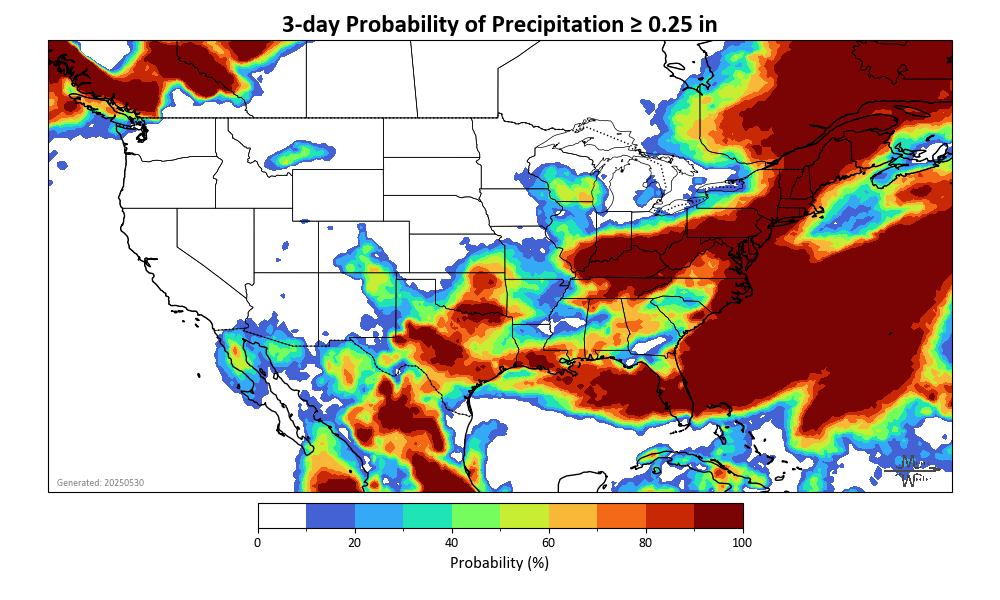 3-day Probability of Precipitation ≥ 0.25 in
Generated: 20250530
0 20 40 60 80 100
Probability (%)